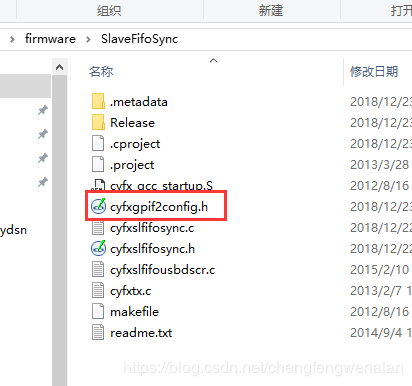 组织 新建 打开
firmware > SlaveFifoSync
名称 修改日期
.metadata 2018/12/23
Release 2018/12/23
.cproject 2018/12/23
.project 2013/3/28
cyfx_gcc_startup.S 2012/8/16
cyfxgpif2config.h 2018/12/22
cyfxslfifosync.c 2018/12/22
cyfxslfifosync.h 2018/12/22
ydsn
cyfxslfifousbdscr.c 2015/2/10
cyfxtx.c 2013/2/7
makefile 2012/8/16
readme.txt 2014/9/4
https://blog.csdn.net/chengfengwenalan